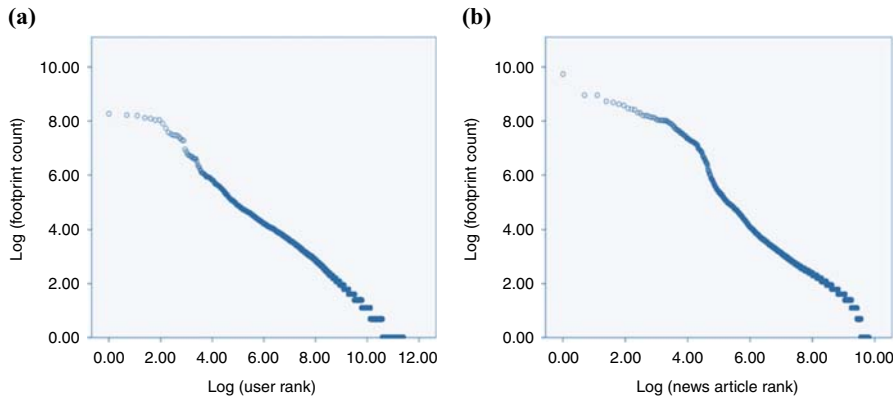 (a)
10.00
8.00
6.00
4.00
2.00
0.00
Log (footprint count)
0.00 2.00 4.00 6.00 8.00 10.00 12.00
Log (user rank)
(b)
10.00
8.00
6.00
4.00
2.00
0.00
Log (footprint count)
0.00 2.00 4.00 6.00 8.00 10.00
Log (news article rank)